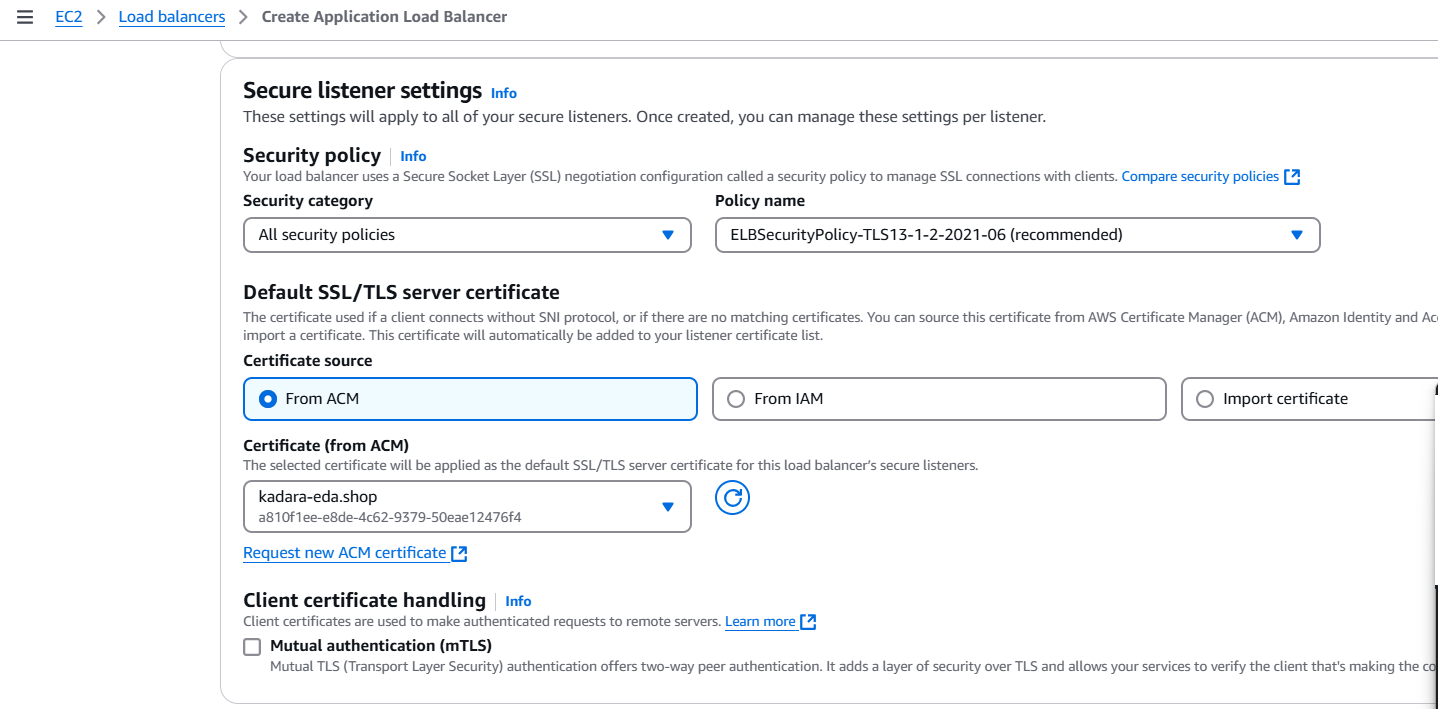 EC2 > Load balancers > Create Application Load Balancer
Secure listener settings Info
These settings will apply to all of your secure listeners. Once created, you can manage these settings per listener.
Security policy | Info
Your load balancer uses a Secure Socket Layer (SSL) negotiation configuration called a security policy to manage SSL connections with clients. Compare security policies
Security category
Policy name
All security policies
ELBSecurityPolicy-TLS13-1-2-2021-06 (recommended)
Default SSL/TLS server certificate
The certificate used if a client connects without SNI protocol, or if there are no matching certificates. You can source this certificate from AWS Certificate Manager (ACM), Amazon Identity and Ac
import a certificate. This certificate will automatically be added to your listener certificate list.
Certificate source
From ACM
From IAM
Import certificate
Certificate (from ACM)
The selected certificate will be applied as the default SSL/TLS server certificate for this load balancer's secure listeners.
kadara-eda.shop
a810f1ee-e8de-4c62-9379-50eae12476f4
Request new ACM certificate
Client certificate handling | Info
Client certificates are used to make authenticated requests to remote servers. Learn more
Mutual authentication (mTLS)
Mutual TLS (Transport Layer Security) authentication offers two-way peer authentication. It adds a layer of security over TLS and allows your services to verify the client that's making the co